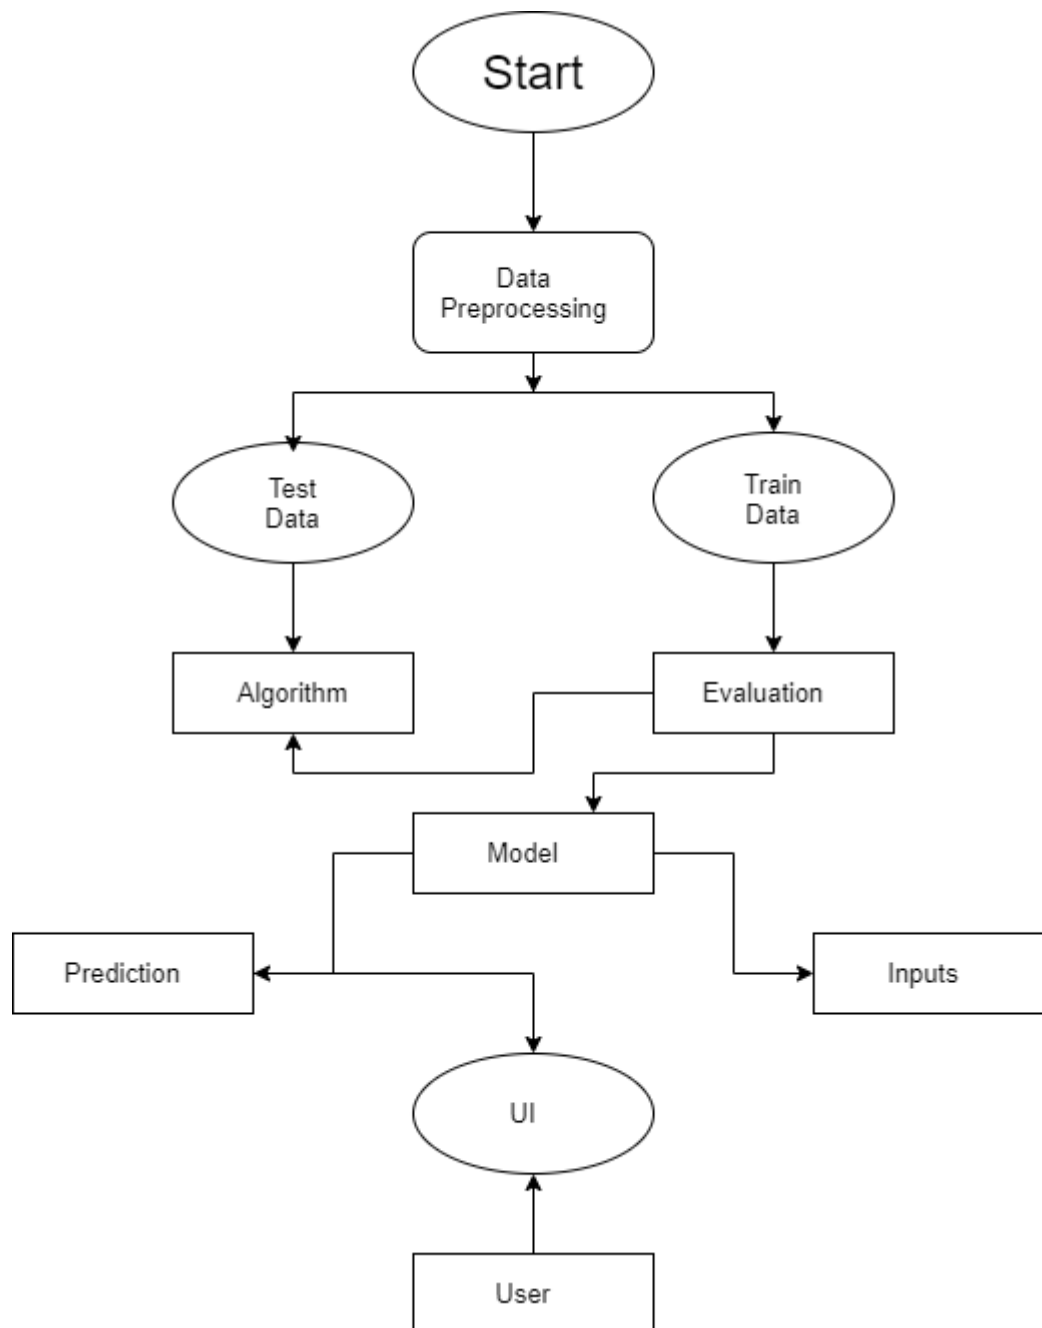 Start
Data
Preprocessing
Test
Data
Train
Data
Algorithm
Evaluation
Model
Prediction
Inputs
UI
User